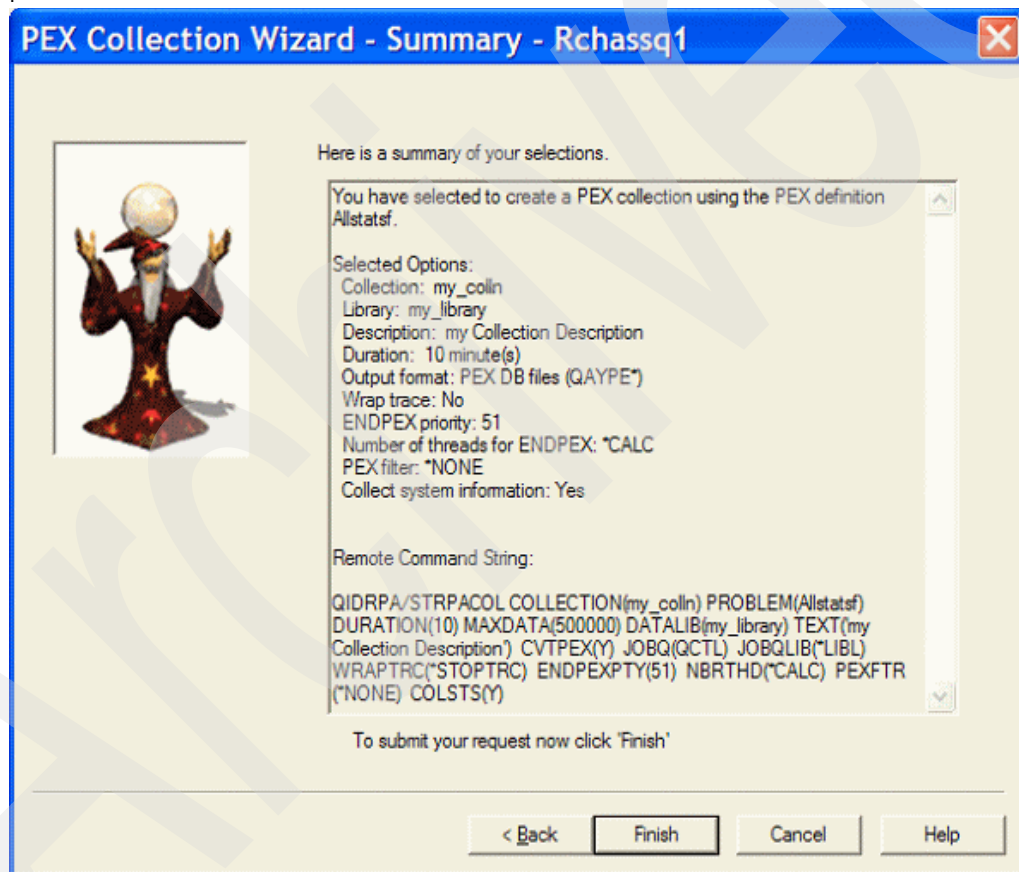 PEX Collection Wizard - Summary - Rchassq1
Here is a summary of your selections.
You have selected to create a PEX collection using the PEX definition
Allstatsf.
Selected Options:
Collection: my_colln
Library: my_library
Description: my Collection Description
Duration: 10 minute(s)
Output format: PEX DB files (QAYPE*)
Wrap trace: No
ENDPEX priority: 51
Number of threads for ENDPEX: *CALC
PEX filter: *NONE
Collect system information: Yes
Remote Command String:
QIDRPA/STRPACOL COLLECTION(my_colln) PROBLEM(Allstatsf)
DURATION(10) MAXDATA(500000) DATALIB(my_library) TEXT('my
Collection Description') CVTPEX(Y) JOBQ(QCTL) JOBQLIB(*LIBL)
WRAPTRC(*STOPTRC) ENDPEXPTY(51) NBRTHD(*CALC) PEXFTR
(*NONE) COLSTS(Y)
To submit your request now click 'Finish'
< Back Finish Cancel Help
Archive